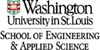 Washington
University in St. Louis
SCHOOL OF ENGINEERING
& APPLIED SCIENCE